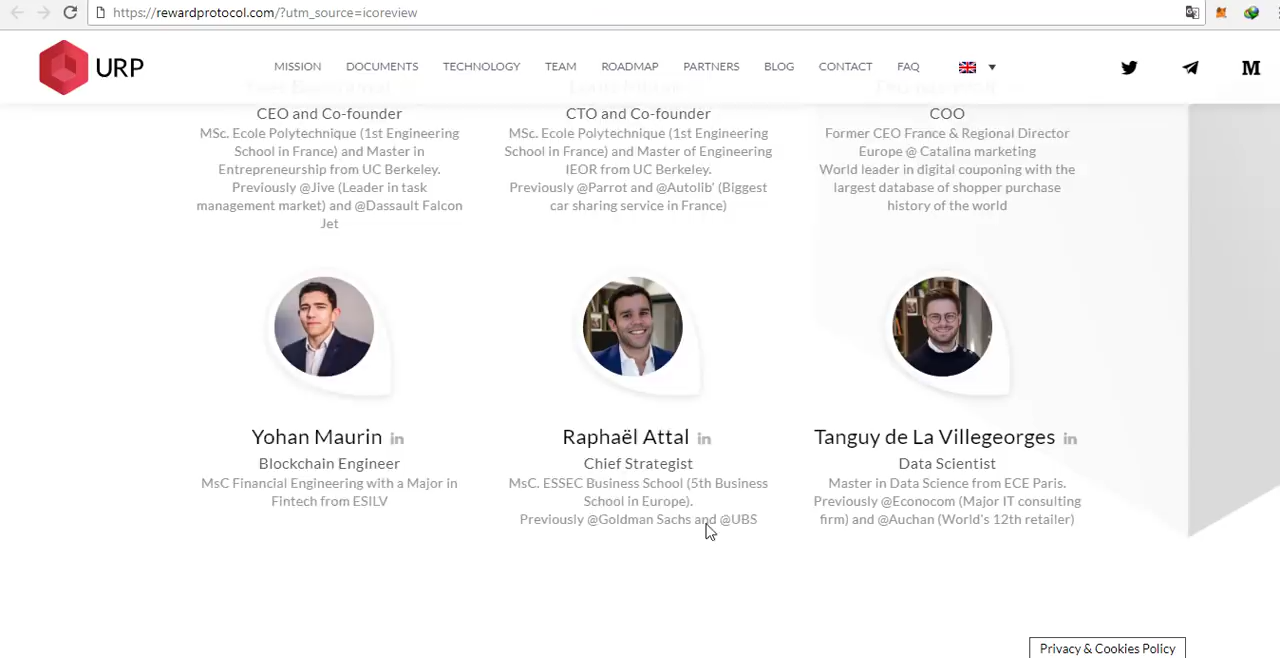 https://rewardprotocol.com/?utm_source=icoreview
URP
MISSION DOCUMENTS TECHNOLOGY TEAM ROADMAP PARTNERS BLOG CONTACT FAQ
CEO and Co-founder
MSc. Ecole Polytechnique (1st Engineering
School in France) and Master in
Entrepreneurship from UC Berkeley.
Previously @Jive (Leader in task
management market) and @Dassault Falcon
Jet
CTO and Co-founder
MSc. Ecole Polytechnique (1st Engineering
School in France) and Master of Engineering
IEOR from UC Berkeley.
Previously @Parrot and @Autolib’ (Biggest
car sharing service in France)
COO
Former CEO France & Regional Director
Europe @ Catalina marketing
World leader in digital couponing with the
largest database of shopper purchase
history of the world
Yohan Maurin in
Blockchain Engineer
MsC Financial Engineering with a Major in
Fintech from ESILV
Raphaël Attal in
Chief Strategist
MsC. ESSEC Business School (5th Business
School in Europe).
Previously @Goldman Sachs and @UBS
Tanguy de La Villegeorges in
Data Scientist
Master in Data Science from ECE Paris.
Previously @Econocom (Major IT consulting
firm) and @Auchan (World's 12th retailer)
Privacy & Cookies Policy